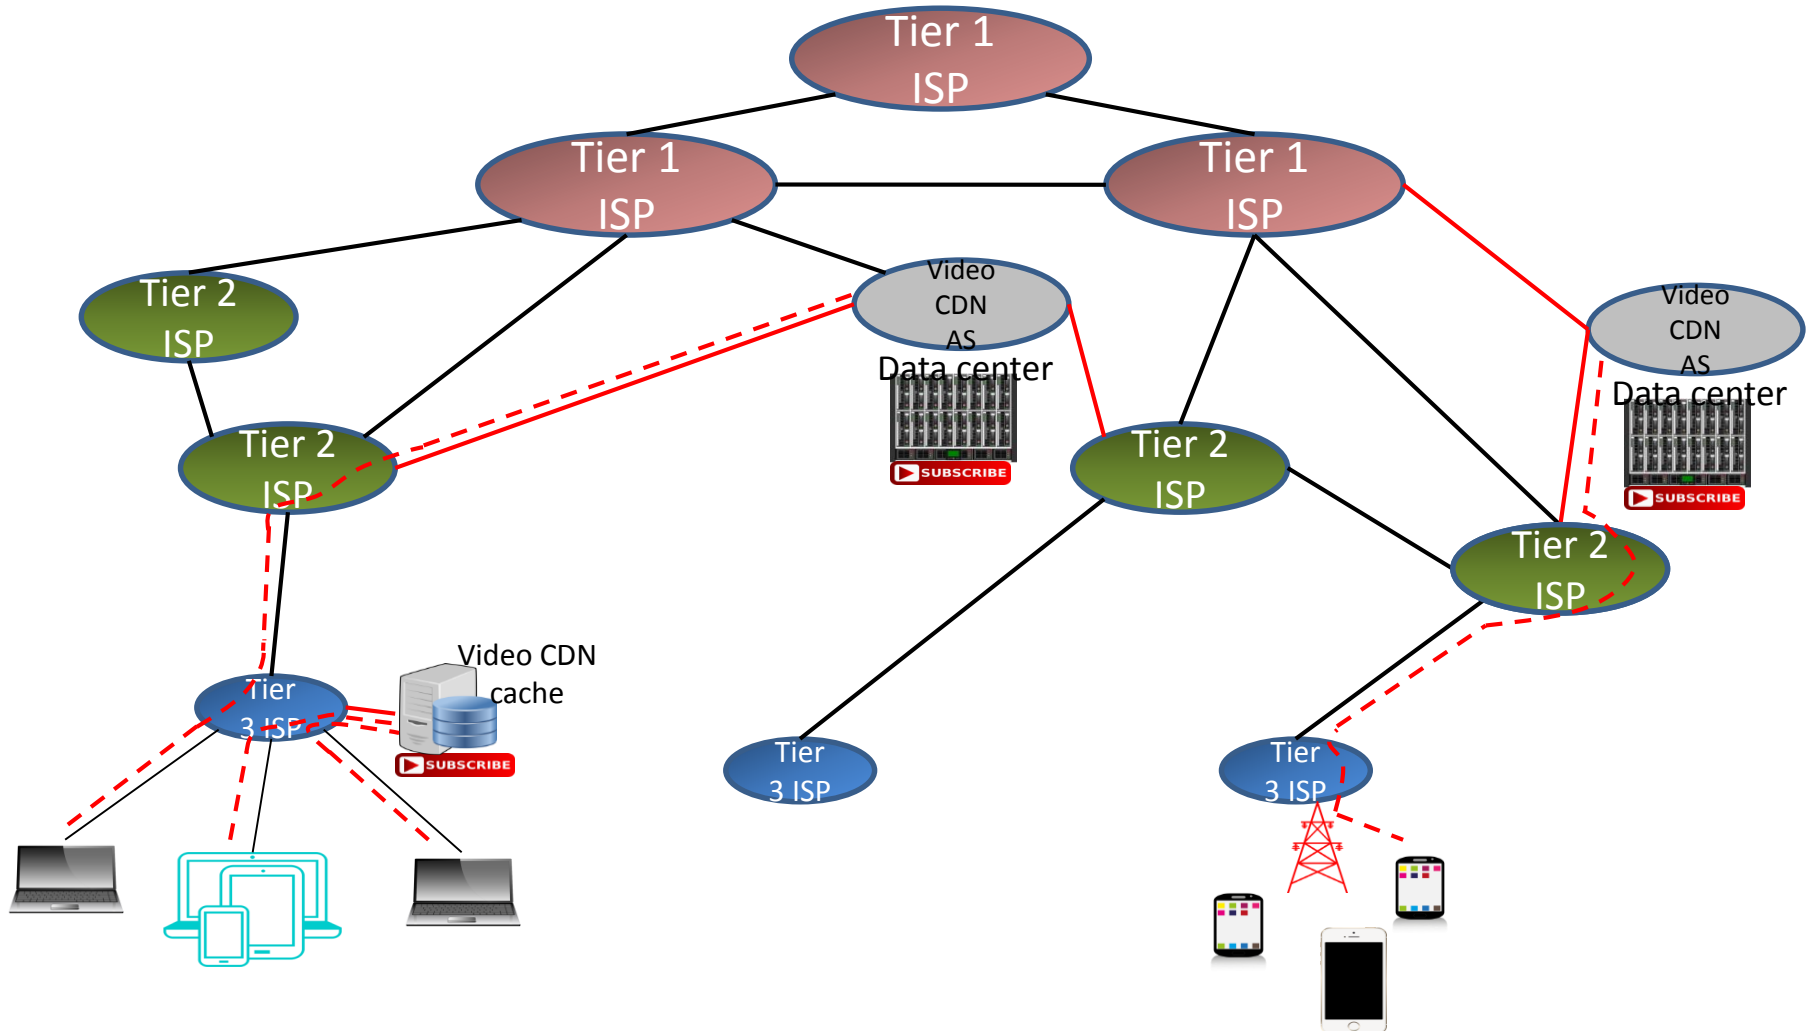 Tier 1
ISP
Tier 1
ISP
Tier 1
ISP
Tier 2
ISP
Video
CDN
AS
Data center
SUBSCRIBE
Video
CDN
AS
Data center
SUBSCRIBE
Tier 2
ISP
Tier 2
ISP
Tier 2
ISP
Video CDN
cache
SUBSCRIBE
Tier
3 ISP
Tier
3 ISP
Tier
3 ISP